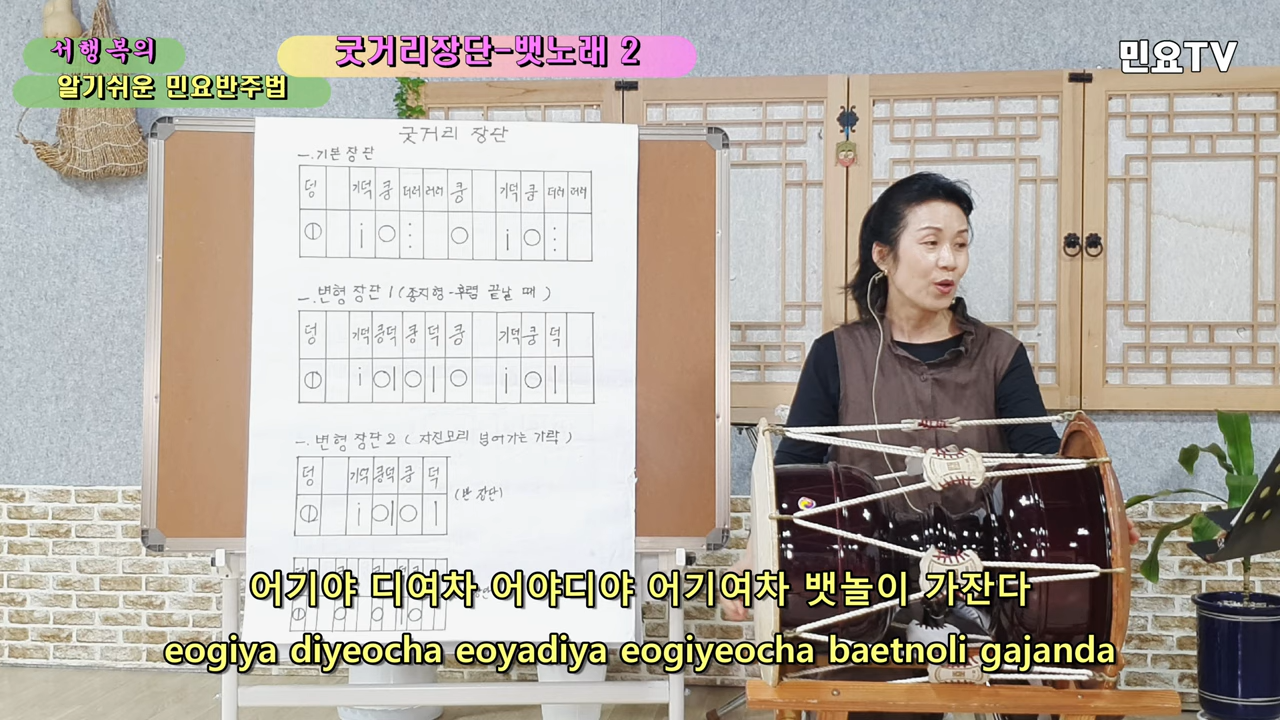 서행복의
알기쉬운 민요반주법
굿거리장단-뱃노래 2
민요TV
굿거리 장단
一. 기본 장단
덩 기덕 쿵 더러 러러 쿵 기덕 쿵 더러 러러
一. 변형 장단 1 (종지형-후렴 끝날 때)
덩 기덕 쿵덕 쿵 덕 쿵 기덕 쿵 덕
一. 변형 장단 2 (자진모리 넘어가는 가락)
덩 기덕 쿵덕 쿵 덕
(반 장단)
어기야 디여차 어야디야 어기여차 뱃놀이 가잔다
eogiya diyeocha eoyadiya eogiyeocha baetnoli gajanda